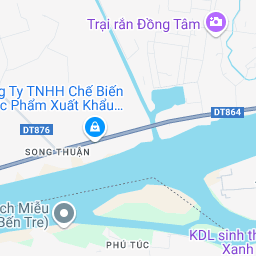 Trại rắn Đồng Tâm
Ty TNHH Chế Biến
Phẩm Xuất Khẩu...
DT864
DT876
SONG THUẬN
ch Miễu
Bến Tre)
PHÚ TÚC
KDL sinh th
Xanh